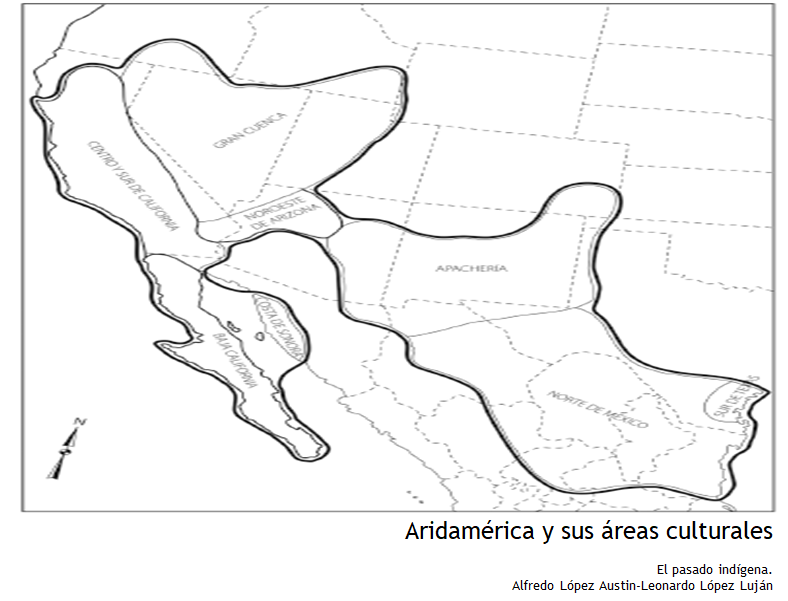 GRAN CUENCA
CENTRO Y SUR DE CALIFORNIA
NOROESTE
DE ARIZONA
APACHERÍA
COSTA DE SONORA
BAJA CALIFORNIA
NORTE DE MÉXICO
SUR DE TEXAS
N
Aridamérica y sus áreas culturales
El pasado indígena.
Alfredo López Austin-Leonardo López Luján